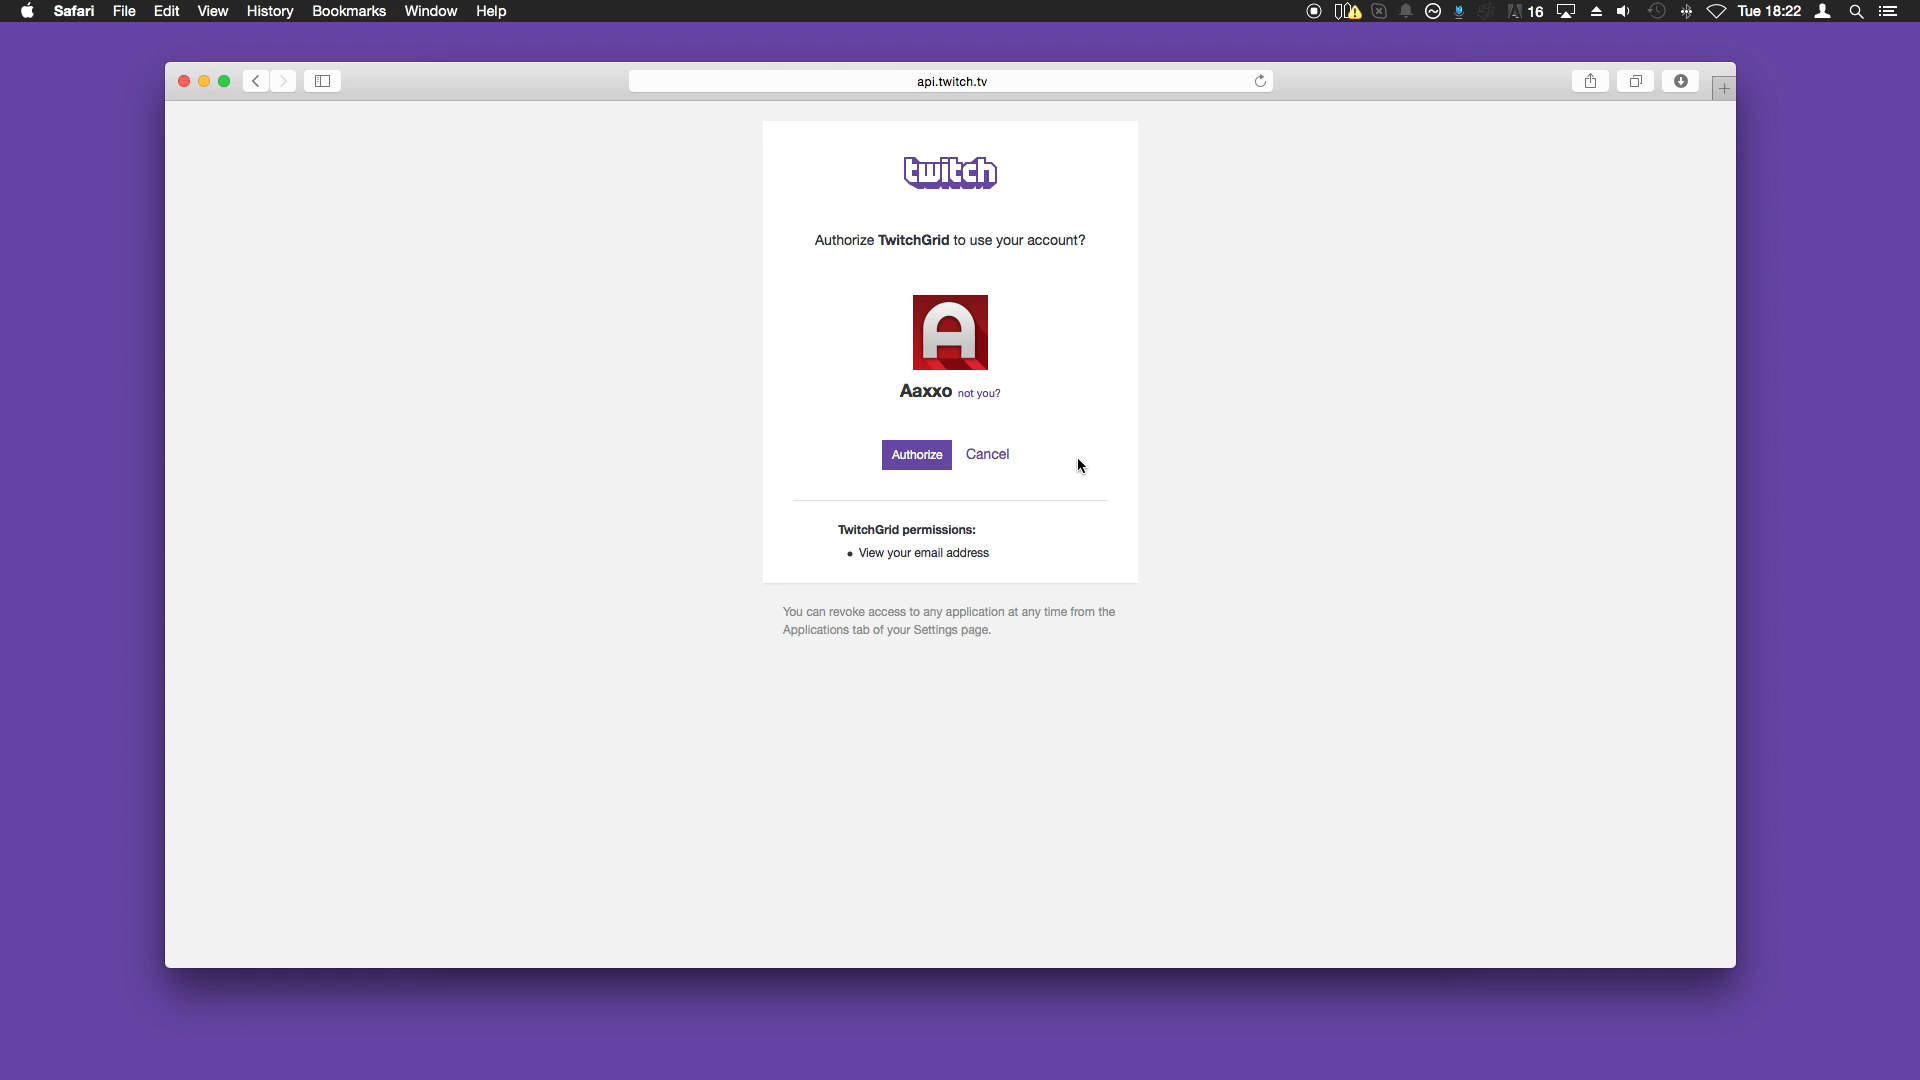 Safari File Edit View History Bookmarks Window Help 16 Tue 18:22
api.twitch.tv
twitch
Authorize TwitchGrid to use your account?
A
Aaxxo not you?
Authorize Cancel
TwitchGrid permissions:
• View your email address
You can revoke access to any application at any time from the
Applications tab of your Settings page.